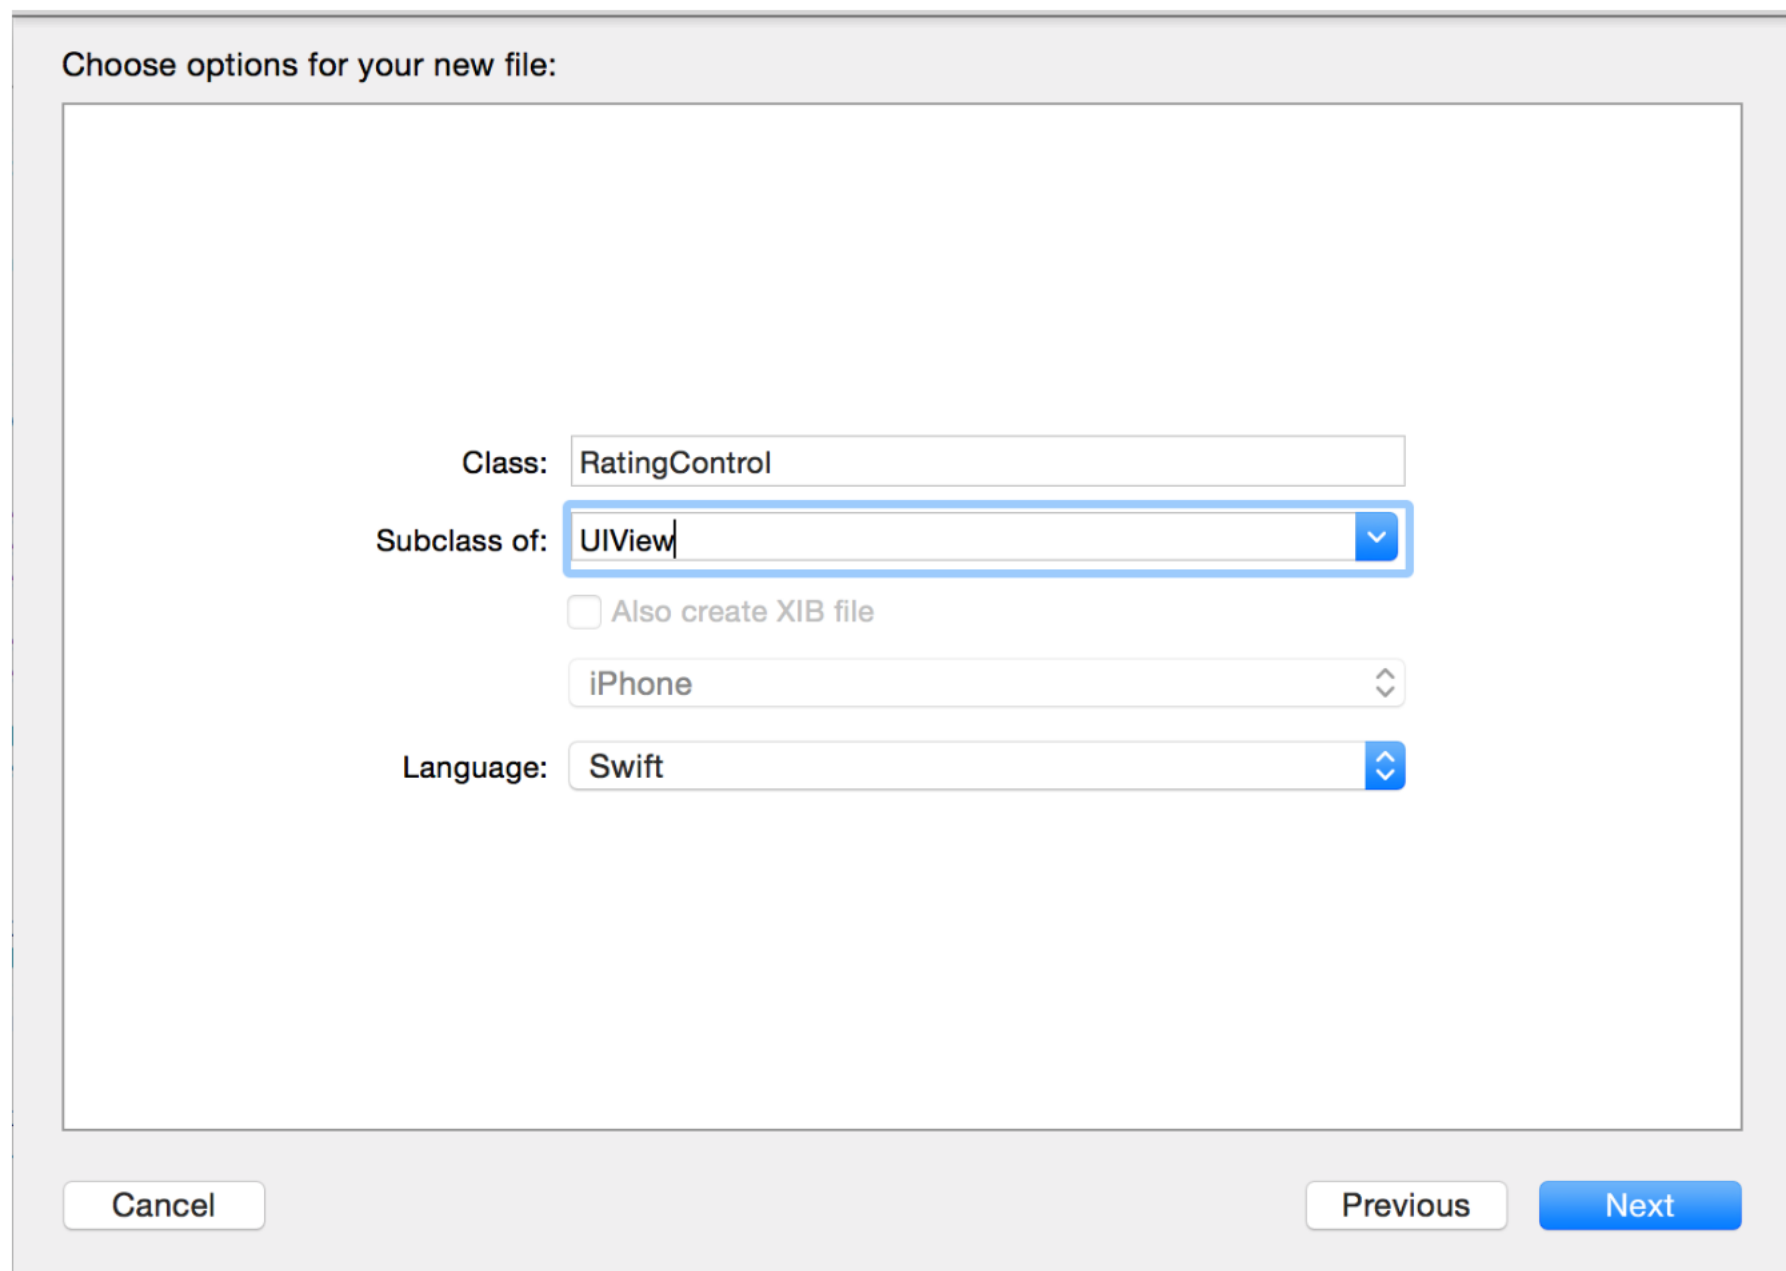 Choose options for your new file:
Class: RatingControl
Subclass of: UIView
Also create XIB file
iPhone
Language: Swift
Cancel Previous Next